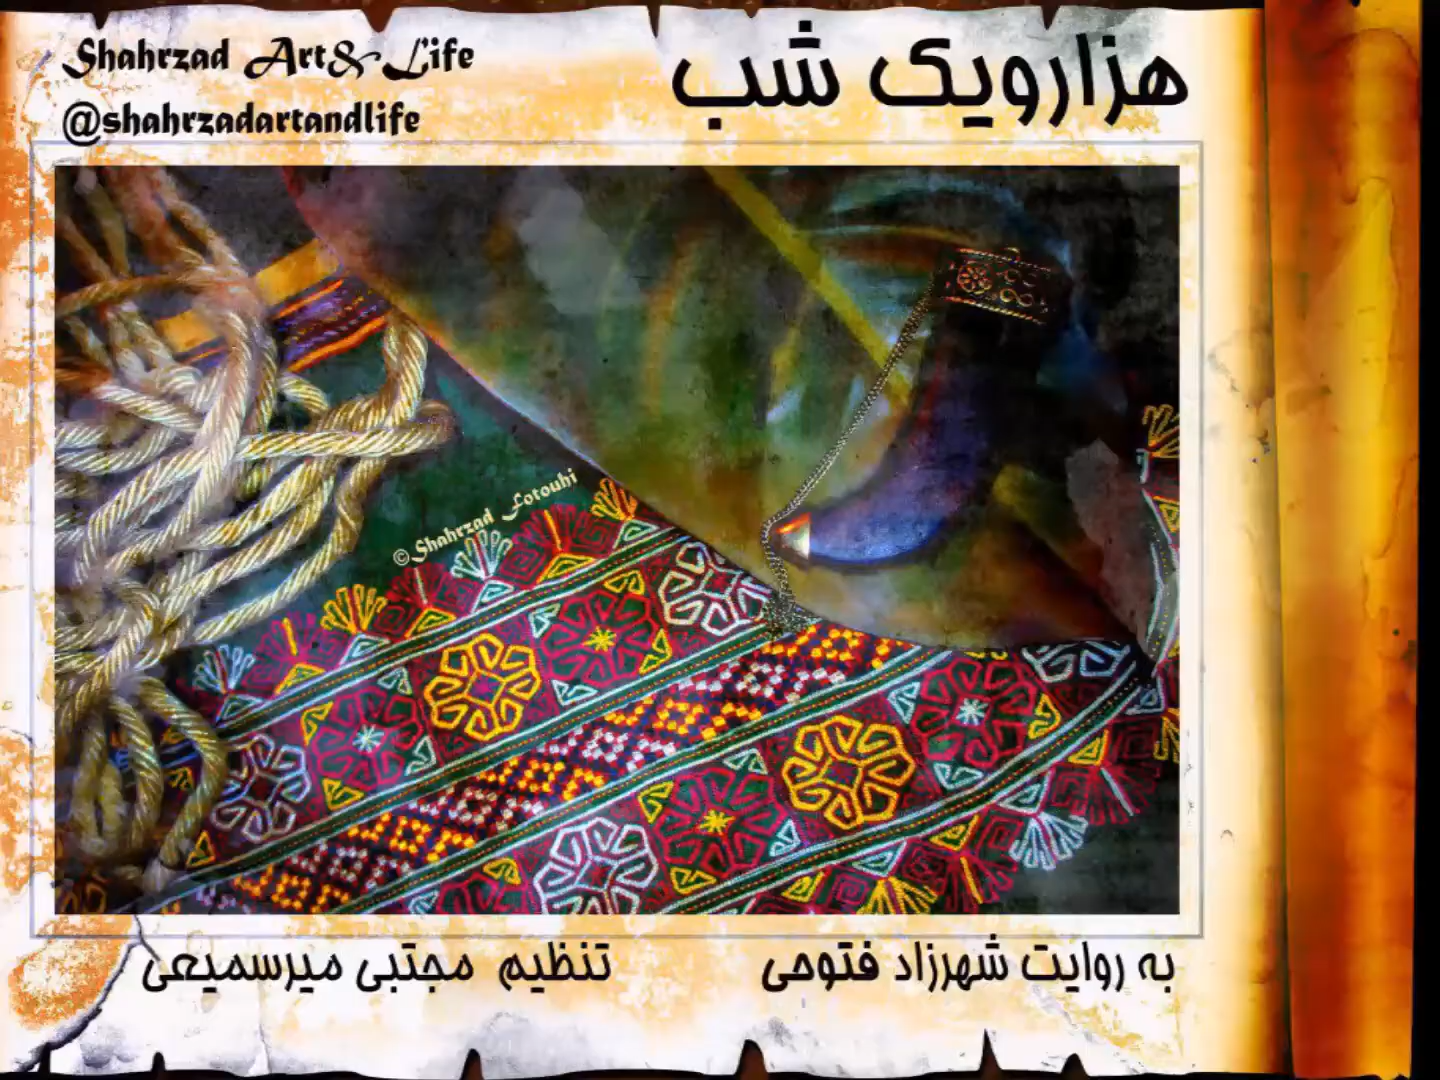 Shahrzad Art&Life
@shahrzadartandlife
هزارویک شب
©Shahrzad Fotouhi
به روایت شهرزاد فتوحی
تنظیم مجتبی میرسمیعی